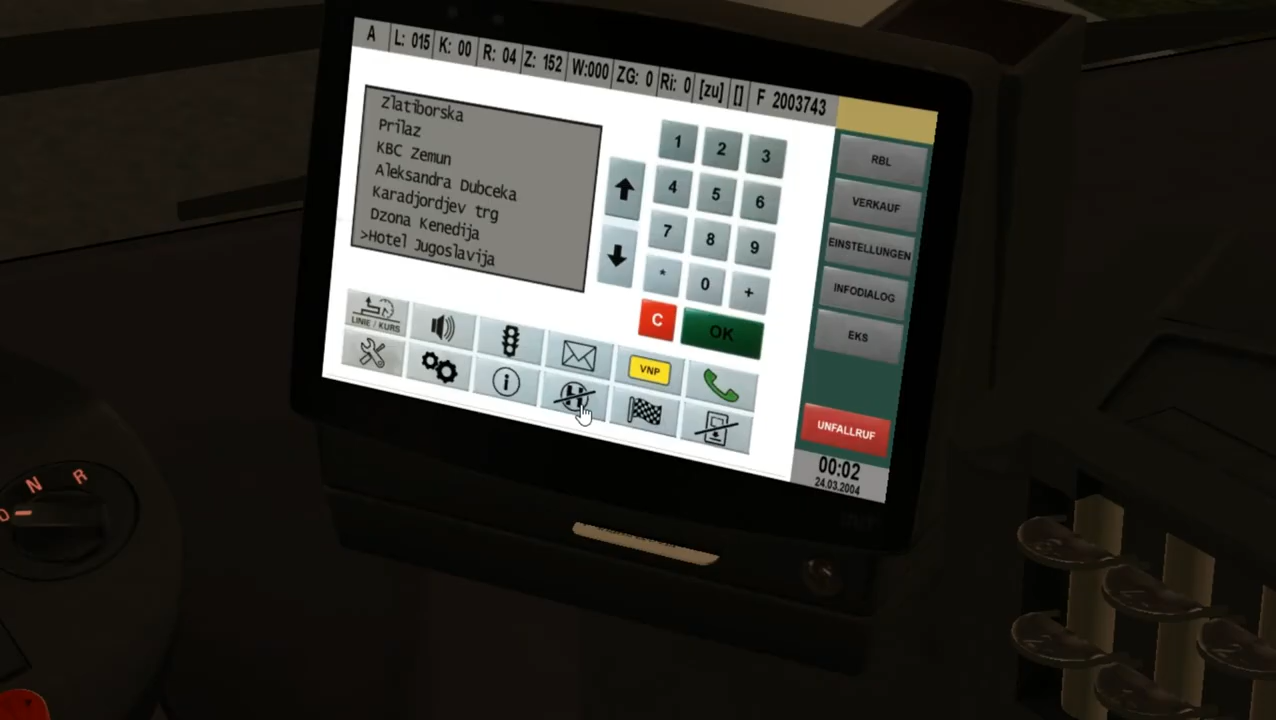 A L: 015 K: 00 R: 04 Z: 152 W:000 ZG: 0 Ri: 0 [zu] [] F 2003743
Zlatiborska
Prilaz
KBC Zemun
Aleksandra Dubceka
Karadjordjev trg
Dzona Kenedija
>Hotel Jugoslavija
1 2 3
4 5 6
7 8 9
* 0 +
C OK
LINIE / KURS
VNP
i
H
RBL
VERKAUF
EINSTELLUNGEN
INFODIALOG
EKS
UNFALLRUF
00:02
24.03.2004
D N R